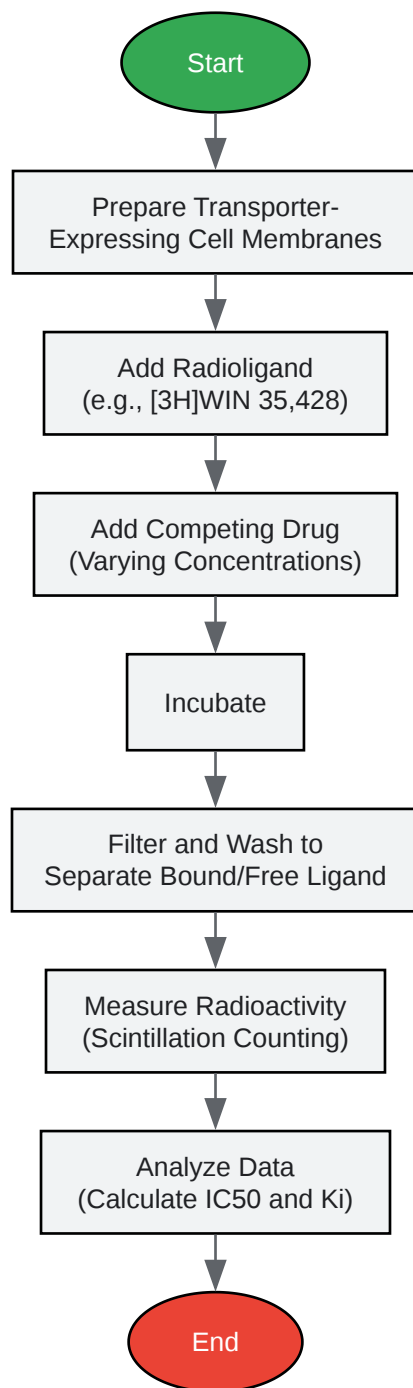 Start
Prepare Transporter-
Expressing Cell Membranes
Add Radioligand
(e.g., [3H]WIN 35,428)
Add Competing Drug
(Varying Concentrations)
Incubate
Filter and Wash to
Separate Bound/Free Ligand
Measure Radioactivity
(Scintillation Counting)
Analyze Data
(Calculate IC50 and Ki)
End